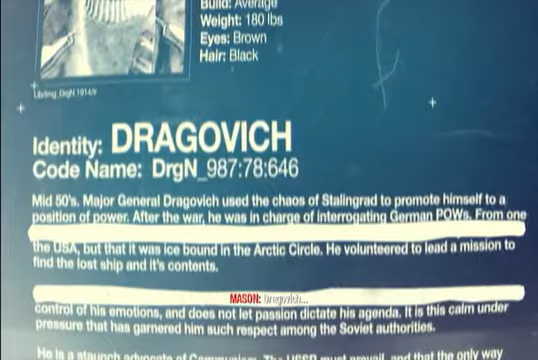 Build: Average
Weight: 180 lbs
Eyes: Brown
Hair: Black
Identity: DRAGOVICH
Code Name: DrgN_987:78:646
Mid 50's. Major General Dragovich used the chaos of Stalingrad to promote himself to a
position of power. After the war, he was in charge of interrogating German POWs. From one
the USA, but that it was ice bound in the Arctic Circle. He volunteered to lead a mission to
find the lost ship and it's contents.
MASON: Dragovich...
control of his emotions, and does not let passion dictate his agenda. It is this calm under
pressure that has garnered him such respect among the Soviet authorities.
He is a staunch advocate of Communism. The USSR must prevail, and that the only way